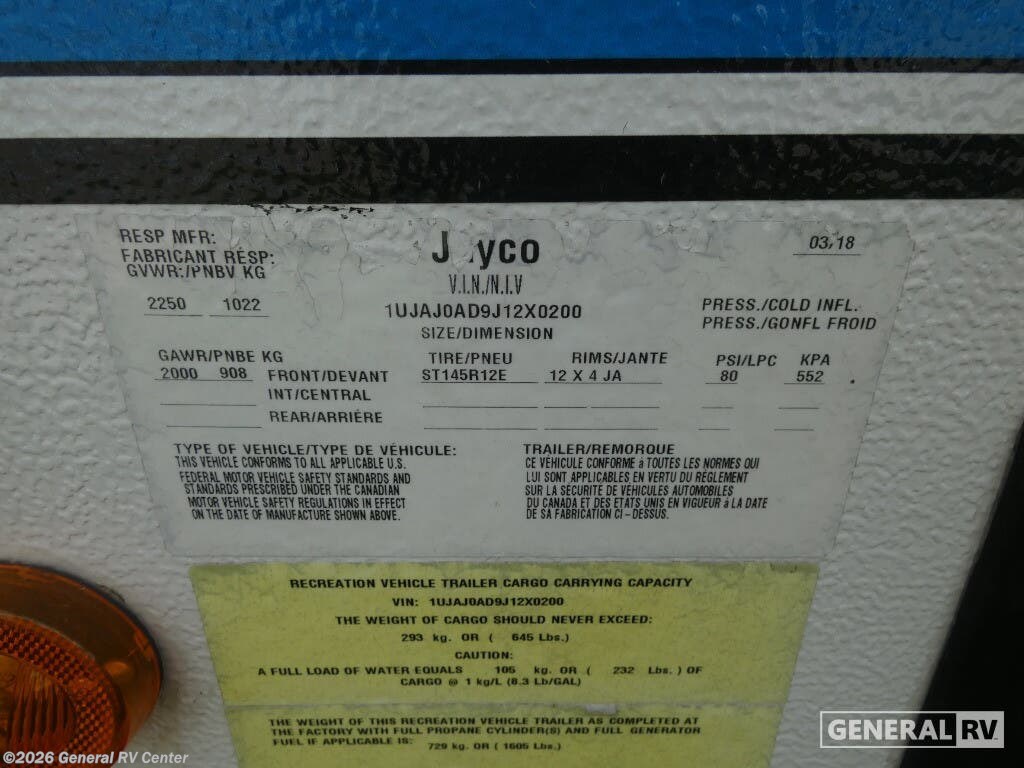 RESP MFR:
FABRICANT RESP:
GVWR:/PNBV KG
2250 1022
J yco
03/18
V.I.N./N.I.V
1UJAJ0AD9J12X0200
SIZE/DIMENSION
PRESS./COLD INFL.
PRESS./GONFL FROID
GAWR/PNBE KG TIRE/PNEU RIMS/JANTE PSI/LPC KPA
2000 908 FRONT/DEVANT ST145R12E 12 X 4 JA 80 552
INT/CENTRAL
REAR/ARRIÈRE
TYPE OF VEHICLE/TYPE DE VÉHICULE:
THIS VEHICLE CONFORMS TO ALL APPLICABLE U.S.
FEDERAL MOTOR VEHICLE SAFETY STANDARDS AND
STANDARDS PRESCRIBED UNDER THE CANADIAN
MOTOR VEHICLE SAFETY REGULATIONS IN EFFECT
ON THE DATE OF MANUFACTURE SHOWN ABOVE.
TRAILER/REMORQUE
CE VÉHICULE CONFORME à TOUTES LES NORMES QUI
LUI SONT APPLICABLES EN VERTU DU RÈGLEMENT
SUR LA SÉCURITÉ DE VÉHICULES AUTOMOBILES
DU CANADA ET DES ETATS UNIS EN VIGUEUR à LA DATE
DE SA FABRICATION CI - DESSUS.
RECREATION VEHICLE TRAILER CARGO CARRYING CAPACITY
VIN: 1UJAJ0AD9J12X0200
THE WEIGHT OF CARGO SHOULD NEVER EXCEED:
293 kg. OR ( 645 Lbs.)
CAUTION:
A FULL LOAD OF WATER EQUALS 105 kg. OR ( 232 Lbs.) OF
CARGO @ 1 kg/L (8.3 Lb/GAL)
THE WEIGHT OF THIS RECREATION VEHICLE TRAILER AS COMPLETED AT
THE FACTORY WITH FULL PROPANE CYLINDER(S) AND FULL GENERATOR
FUEL IF APPLICABLE IS: 729 kg. OR ( 1605 Lbs.)
GENERAL RV
©2026 General RV Center